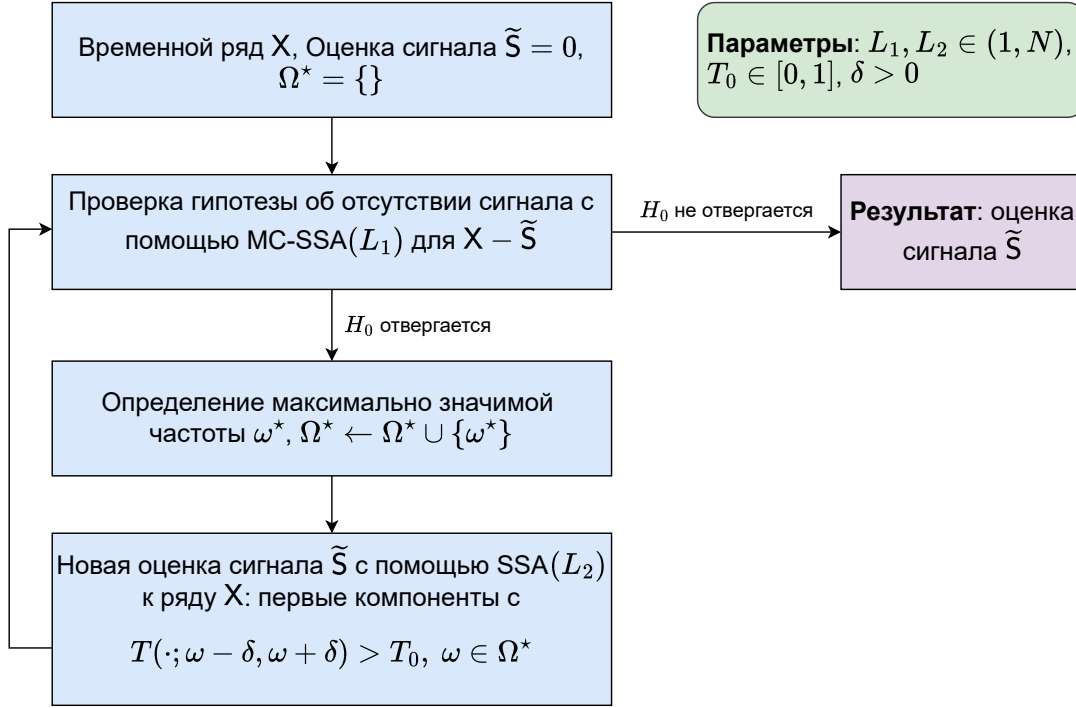 Временной ряд X, Оценка сигнала S̃ = 0,
Ω⋆ = {}
Параметры: L₁, L₂ ∈ (1, N),
T₀ ∈ [0, 1], δ > 0
Проверка гипотезы об отсутствии сигнала с
помощью MC-SSA(L₁) для X − S̃
H₀ не отвергается
Результат: оценка
сигнала S̃
H₀ отвергается
Определение максимально значимой
частоты ω⋆, Ω⋆ ← Ω⋆ ∪ {ω⋆}
Новая оценка сигнала S̃ с помощью SSA(L₂)
к ряду X: первые компоненты с
T(·; ω − δ, ω + δ) > T₀, ω ∈ Ω⋆